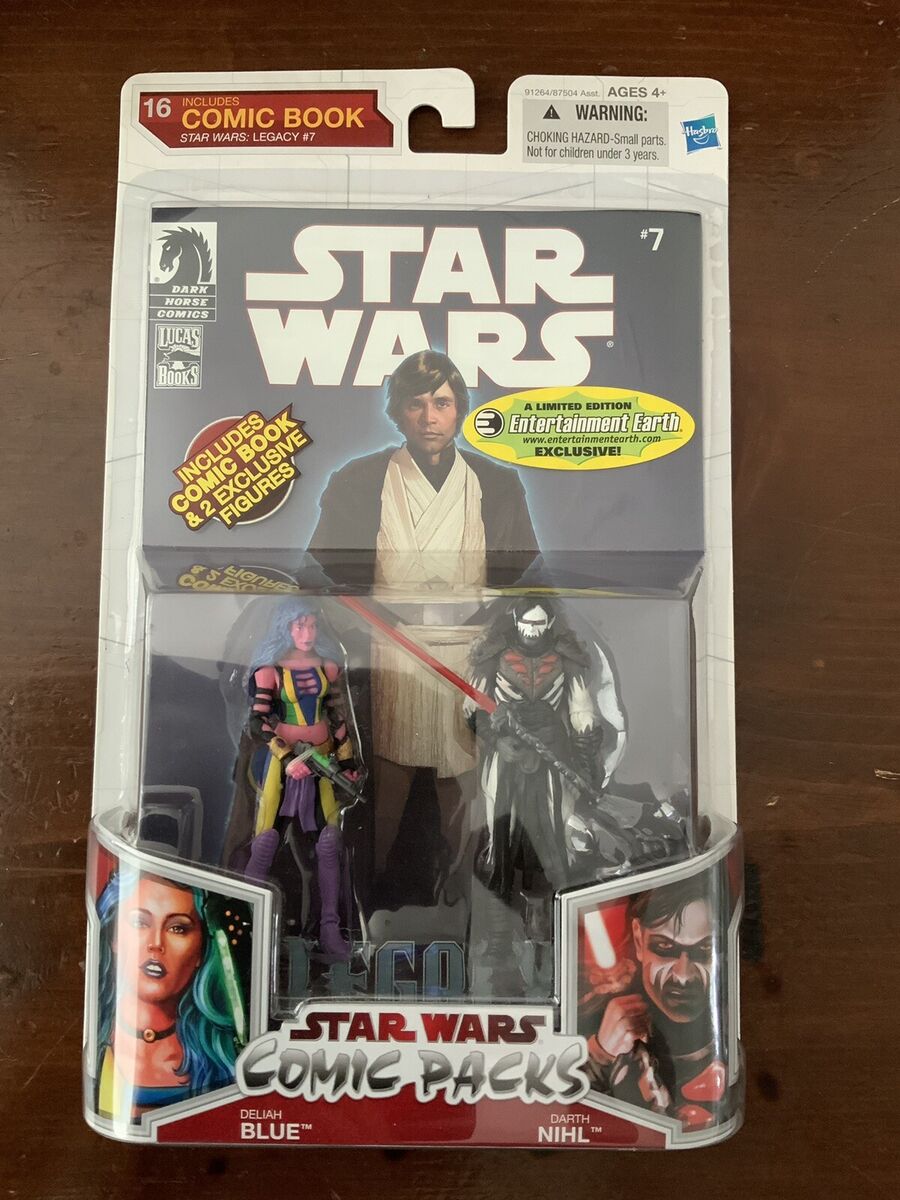 16 INCLUDES
COMIC BOOK
STAR WARS: LEGACY #7
91264/87504 Asst. AGES 4+
WARNING:
CHOKING HAZARD-Small parts.
Not for children under 3 years.
Hasbro
DARK
HORSE
COMICS
LUCAS
BOOKS
STAR
WARS®
#7
A LIMITED EDITION
Entertainment Earth®
www.entertainmentearth.com
EXCLUSIVE!
INCLUDES
COMIC BOOK
& 2 EXCLUSIVE
FIGURES
STAR WARS
COMIC PACKS
DELIAH
BLUE™
DARTH
NIHL™